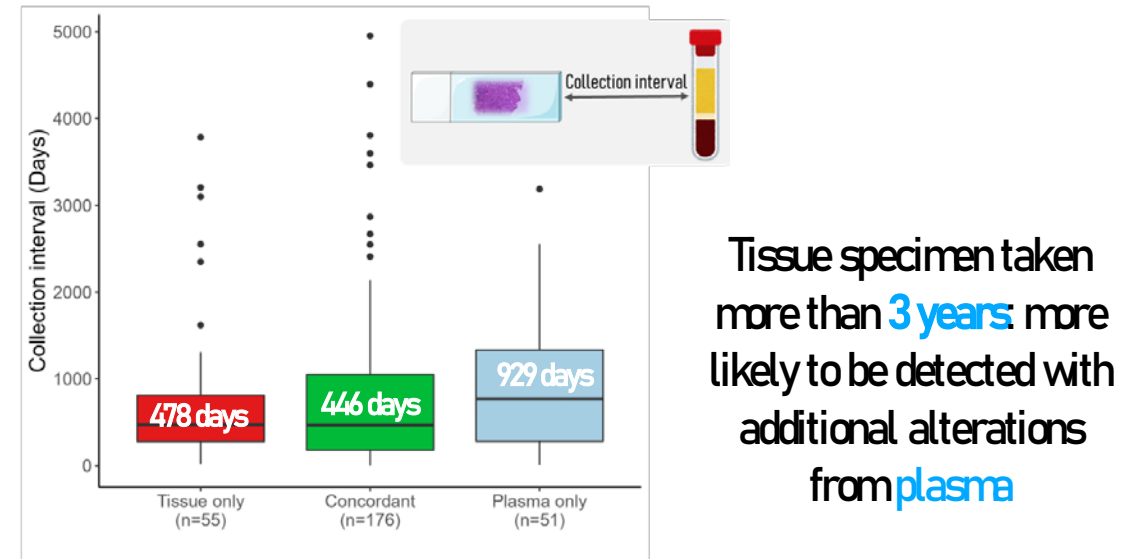 Collection interval (Days)
5000
4000
3000
2000
1000
0
Collection interval
478 days
446 days
929 days
Tissue only
(n=55)
Concordant
(n=176)
Plasma only
(n=51)
Tissue specimen taken
more than 3 years: more
likely to be detected with
additional alterations
from plasma